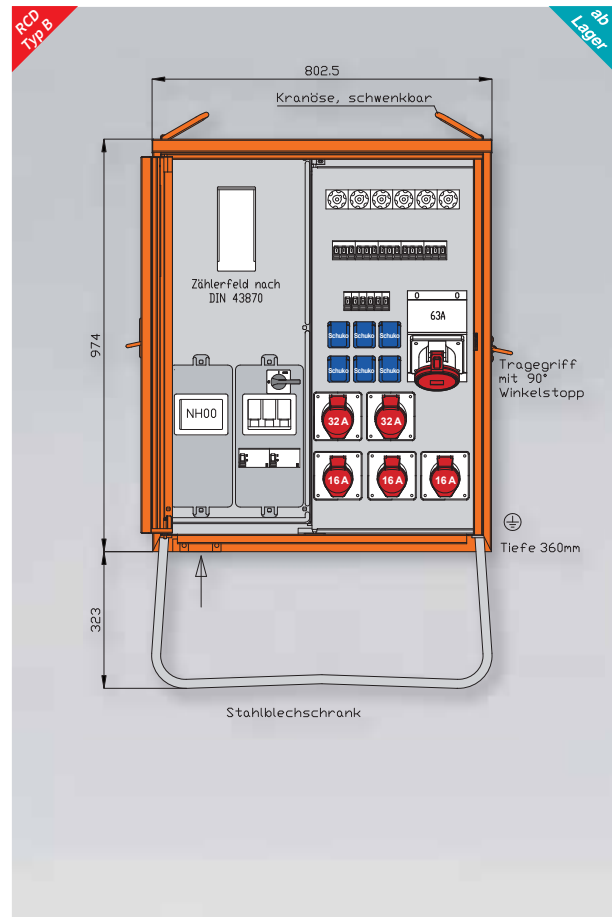 RCD
Typ B
ab
Lager
802.5
Kranöse, schwenkbar
974
Zählerfeld nach
DIN 43870
63A
Schuko Schuko Schuko
Schuko Schuko Schuko
Tragegriff
mit 90°
Winkelstopp
NH00
32 A 32 A
16 A 16 A 16 A
Tiefe 360mm
323
Stahlblechschrank